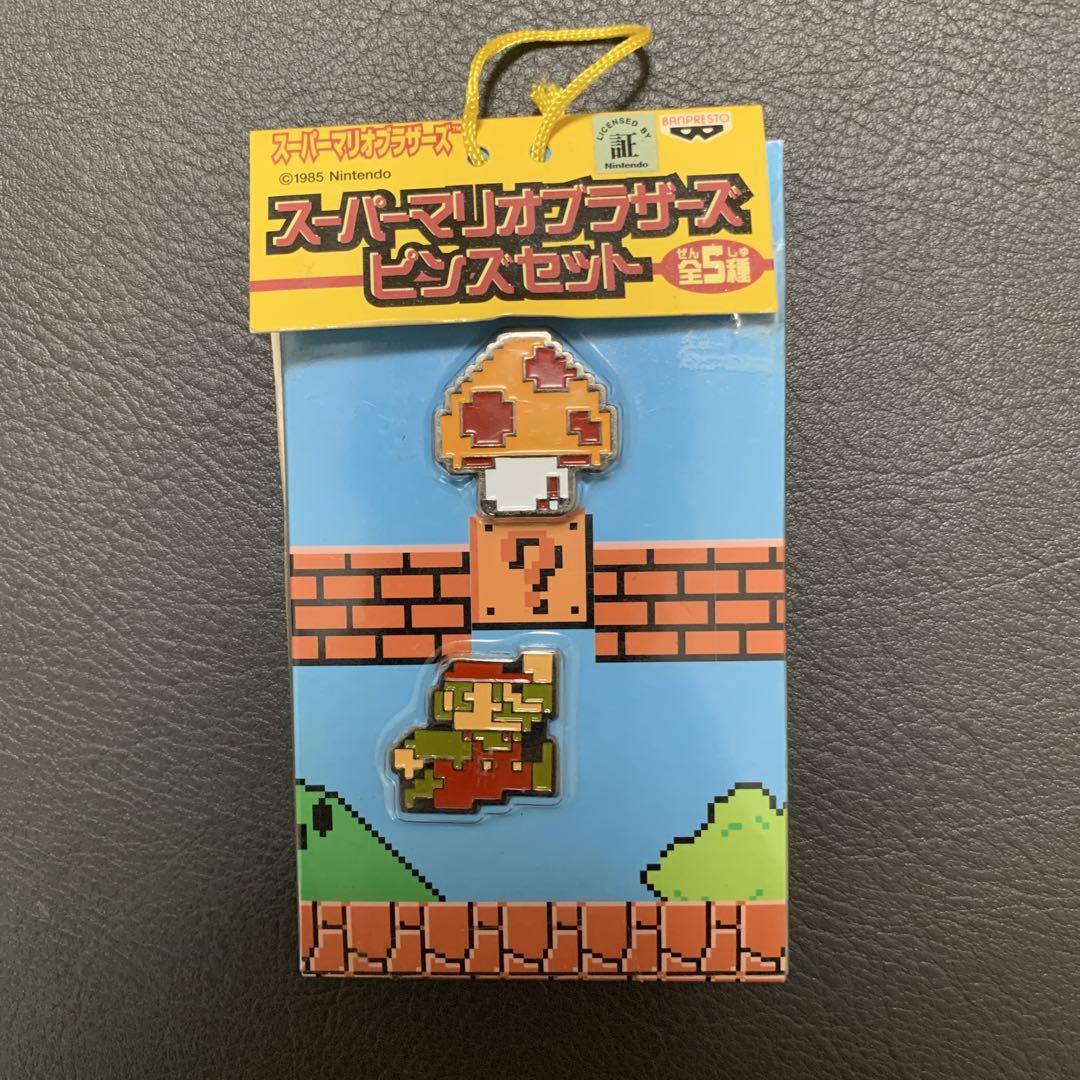 スーパーマリオブラザーズ™
©1985 Nintendo
LICENSED BY
証
Nintendo
BANPRESTO
スーパーマリオブラザーズ
ピンズセット
ぜん しゅ
全5種
?